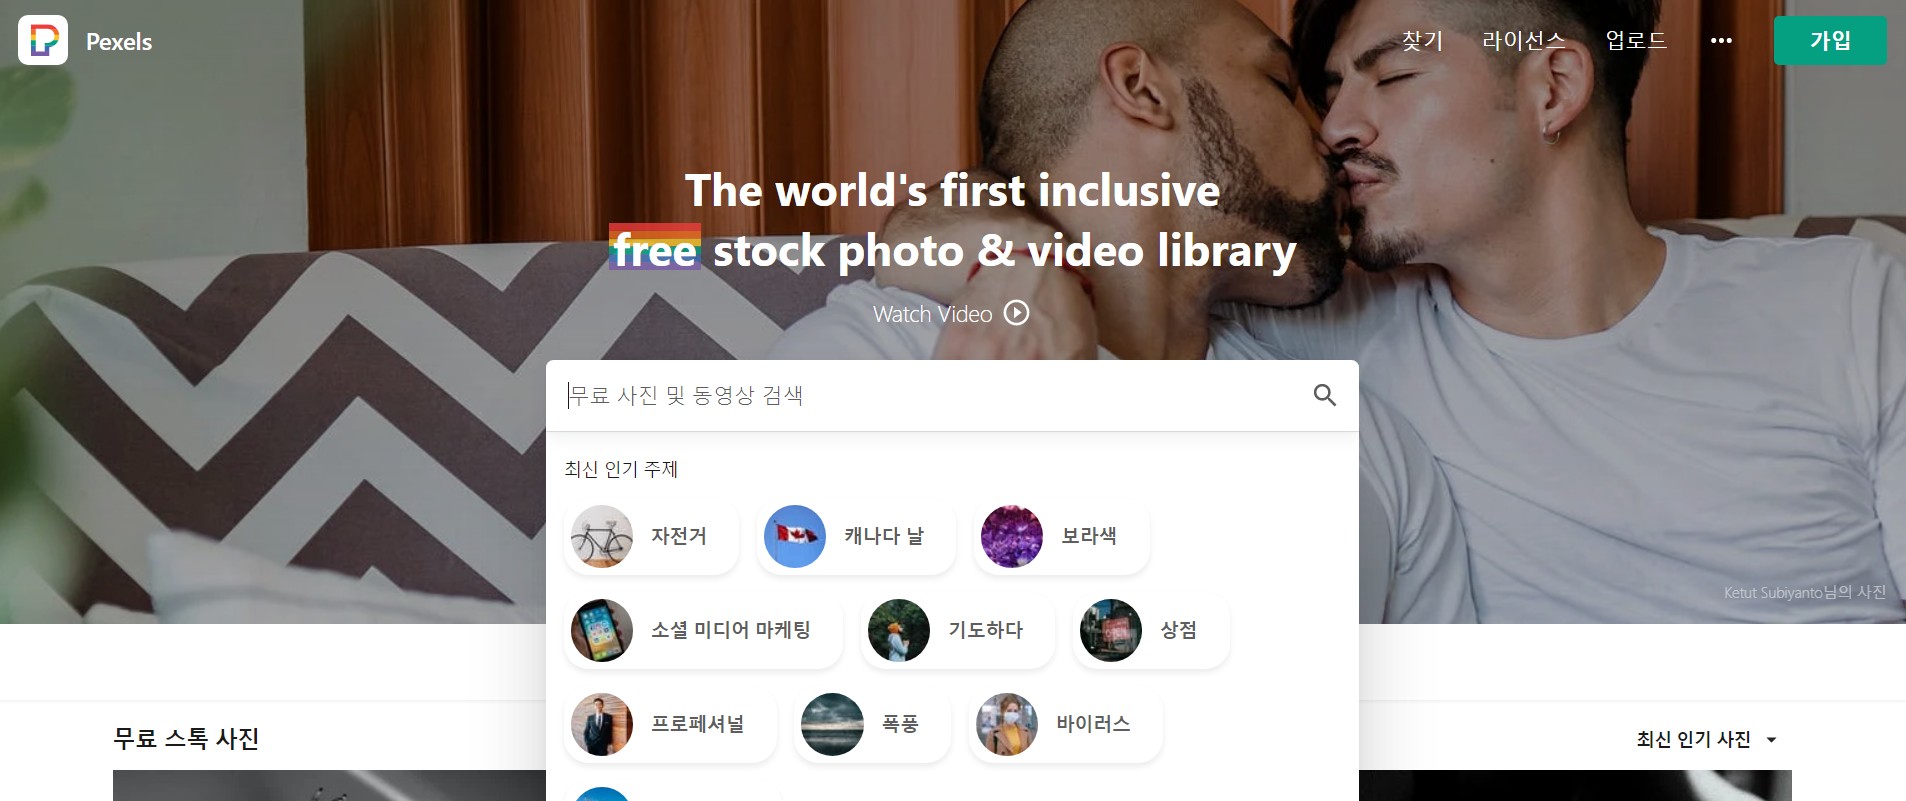 Pexels
찾기
라이선스
업로드
가입
The world's first inclusive
free stock photo & video library
Watch Video
무료 사진 및 동영상 검색
최신 인기 주제
자전거
캐나다 날
보라색
소셜 미디어 마케팅
기도하다
상점
Ketut Subiyanto님의 사진
프로페셔널
폭풍
바이러스
무료 스톡 사진
최신 인기 사진